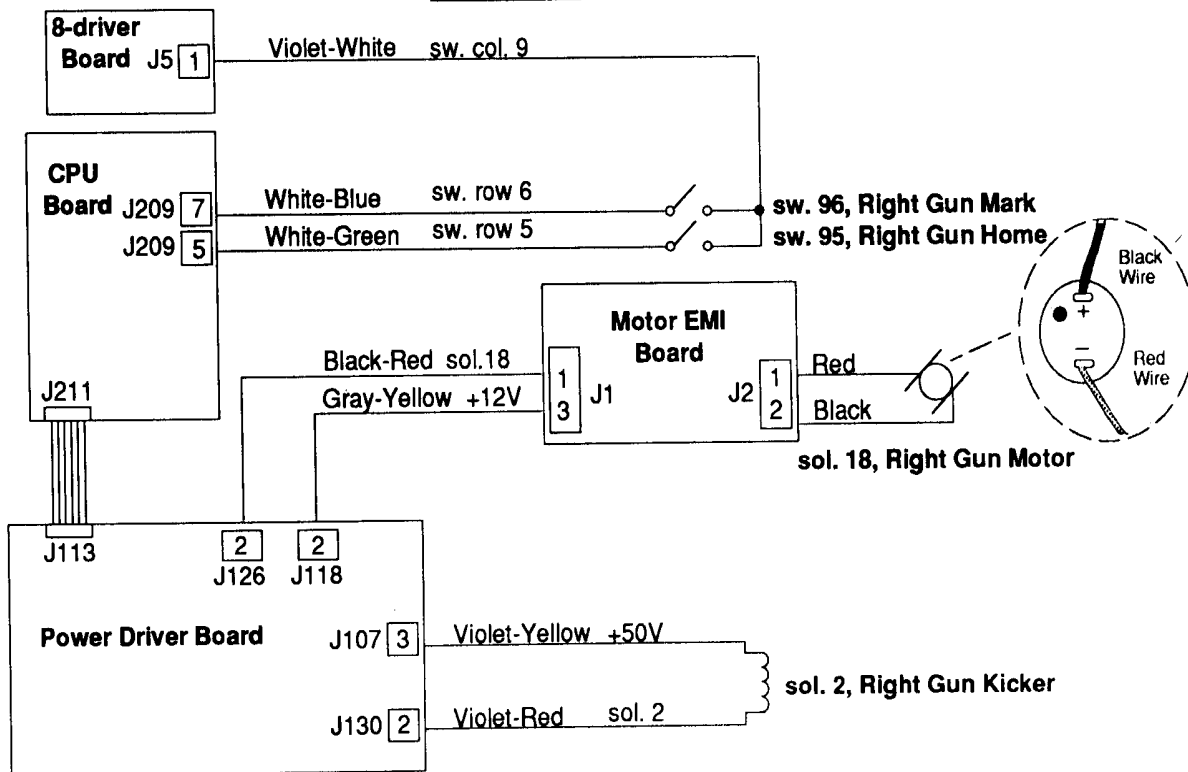 8-driver
Board J5 1
Violet-White sw. col. 9
CPU
Board J209 7
White-Blue sw. row 6
J209 5
White-Green sw. row 5
sw. 96, Right Gun Mark
sw. 95, Right Gun Home
Black
Wire
+
–
Red
Wire
Motor EMI
Board
Black-Red sol.18
1
J1
Gray-Yellow +12V
3
J2
1
Red
2
Black
sol. 18, Right Gun Motor
J211
J113
2
J126
2
J118
Power Driver Board
J107 3
Violet-Yellow +50V
sol. 2, Right Gun Kicker
J130 2
Violet-Red sol. 2